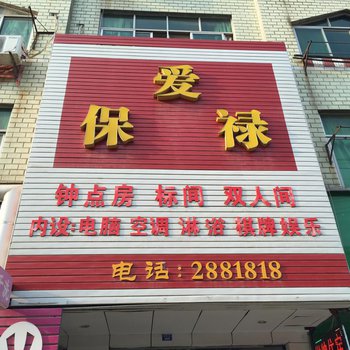 爱
保 禄
钟点房 标间 双人间
内设:电脑 空调 淋浴 棋牌娱乐
电话:2881818